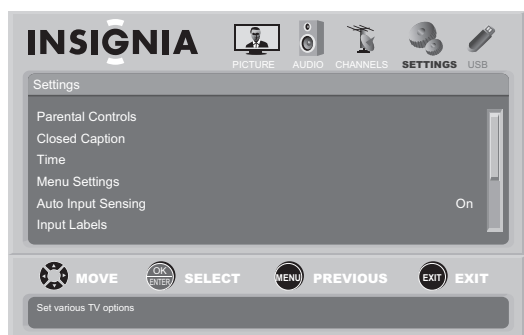 INSIGNIA
PICTURE AUDIO CHANNELS SETTINGS USB
Settings
Parental Controls
Closed Caption
Time
Menu Settings
Auto Input Sensing On
Input Labels
MOVE OK ENTER SELECT MENU PREVIOUS EXIT EXIT
Set various TV options